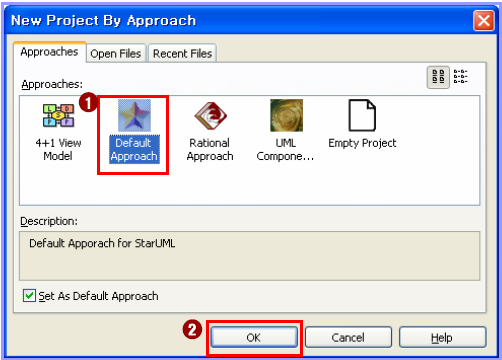 New Project By Approach
Approaches Open Files Recent Files
Approaches:
1
4+1 View Model
Default Approach
Rational Approach
UML Compone...
Empty Project
Description:
Default Apporach for StarUML
Set As Default Approach
2
OK Cancel Help